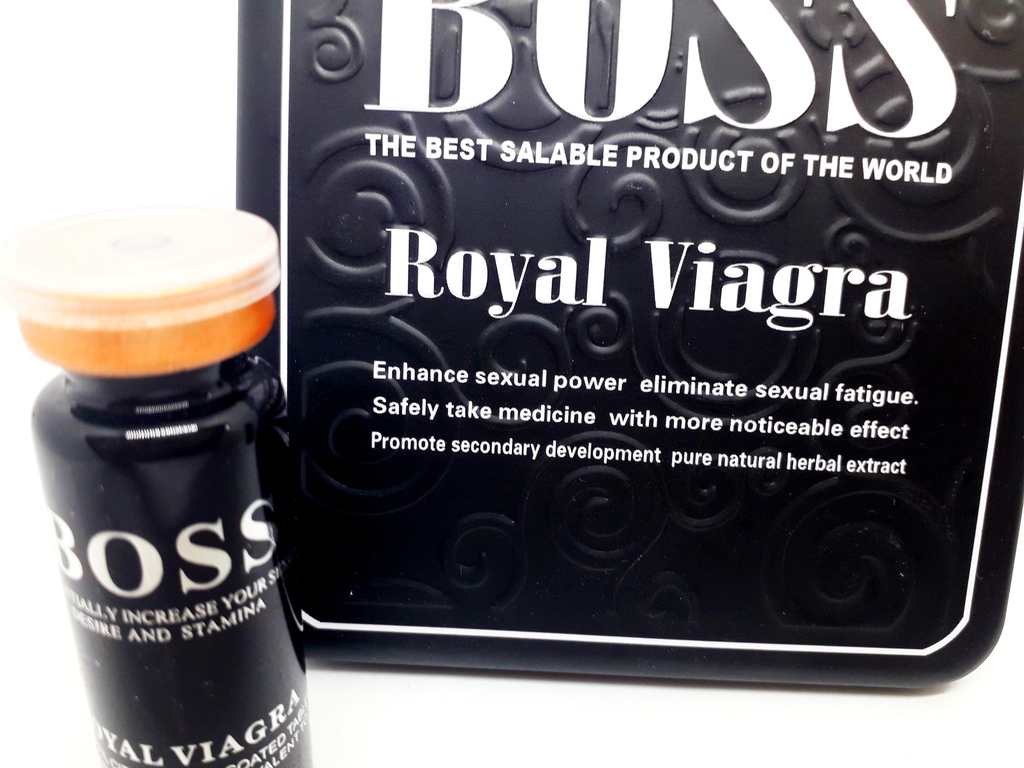 BOSS
THE BEST SALABLE PRODUCT OF THE WORLD
Royal Viagra
Enhance sexual power eliminate sexual fatigue.
Safely take medicine with more noticeable effect
Promote secondary development pure natural herbal extract
BOSS
INCREASE YOUR
DESIRE AND STAMINA
VIAGRA